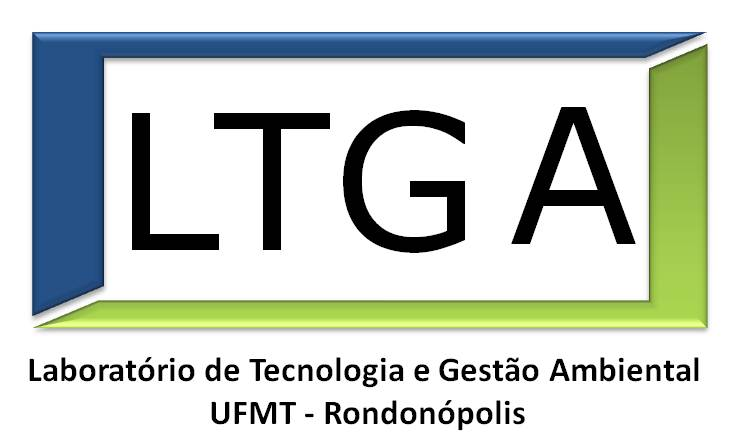 LTGA
Laboratório de Tecnologia e Gestão Ambiental
UFMT - Rondonópolis